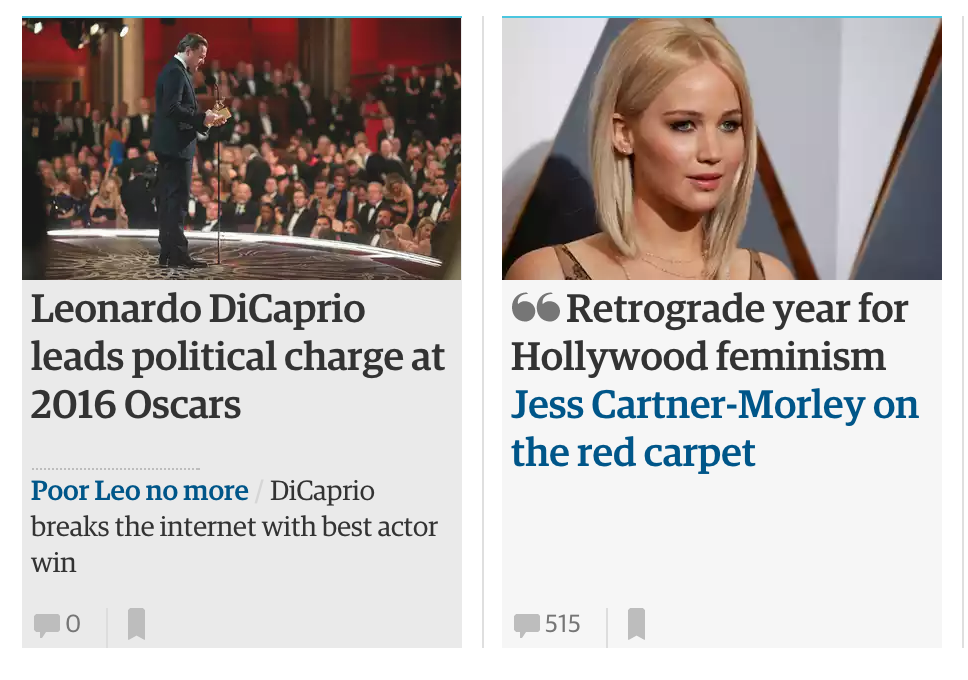 Leonardo DiCaprio
leads political charge at
2016 Oscars
Poor Leo no more / DiCaprio
breaks the internet with best actor
win
0
“Retrograde year for
Hollywood feminism
Jess Cartner-Morley on
the red carpet
515